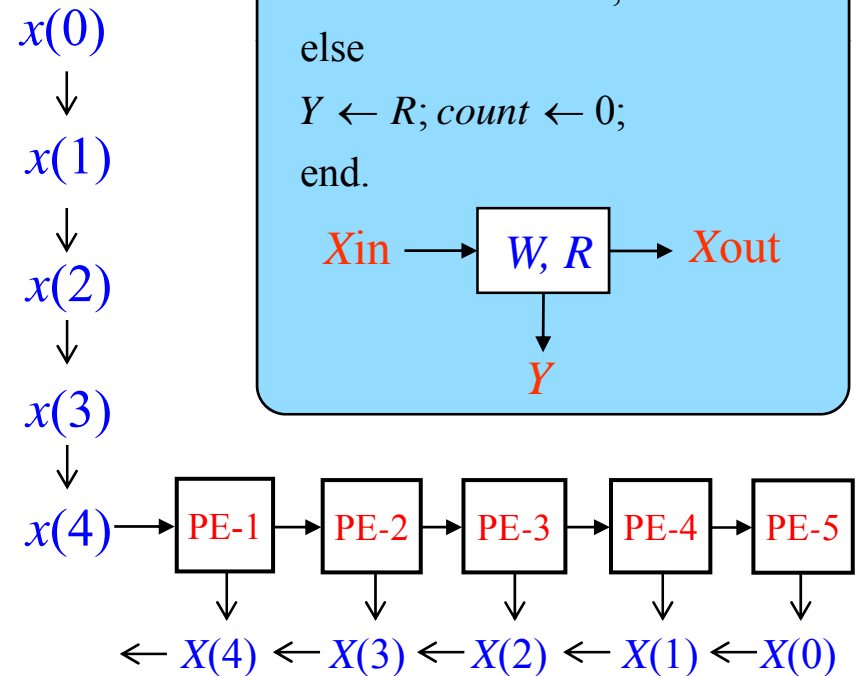 x(0)
x(1)
x(2)
x(3)
x(4)
else
Y ← R; count ← 0;
end.
Xin → W, R → Xout
Y
PE-1 PE-2 PE-3 PE-4 PE-5
← X(4) ← X(3) ← X(2) ← X(1) ← X(0)